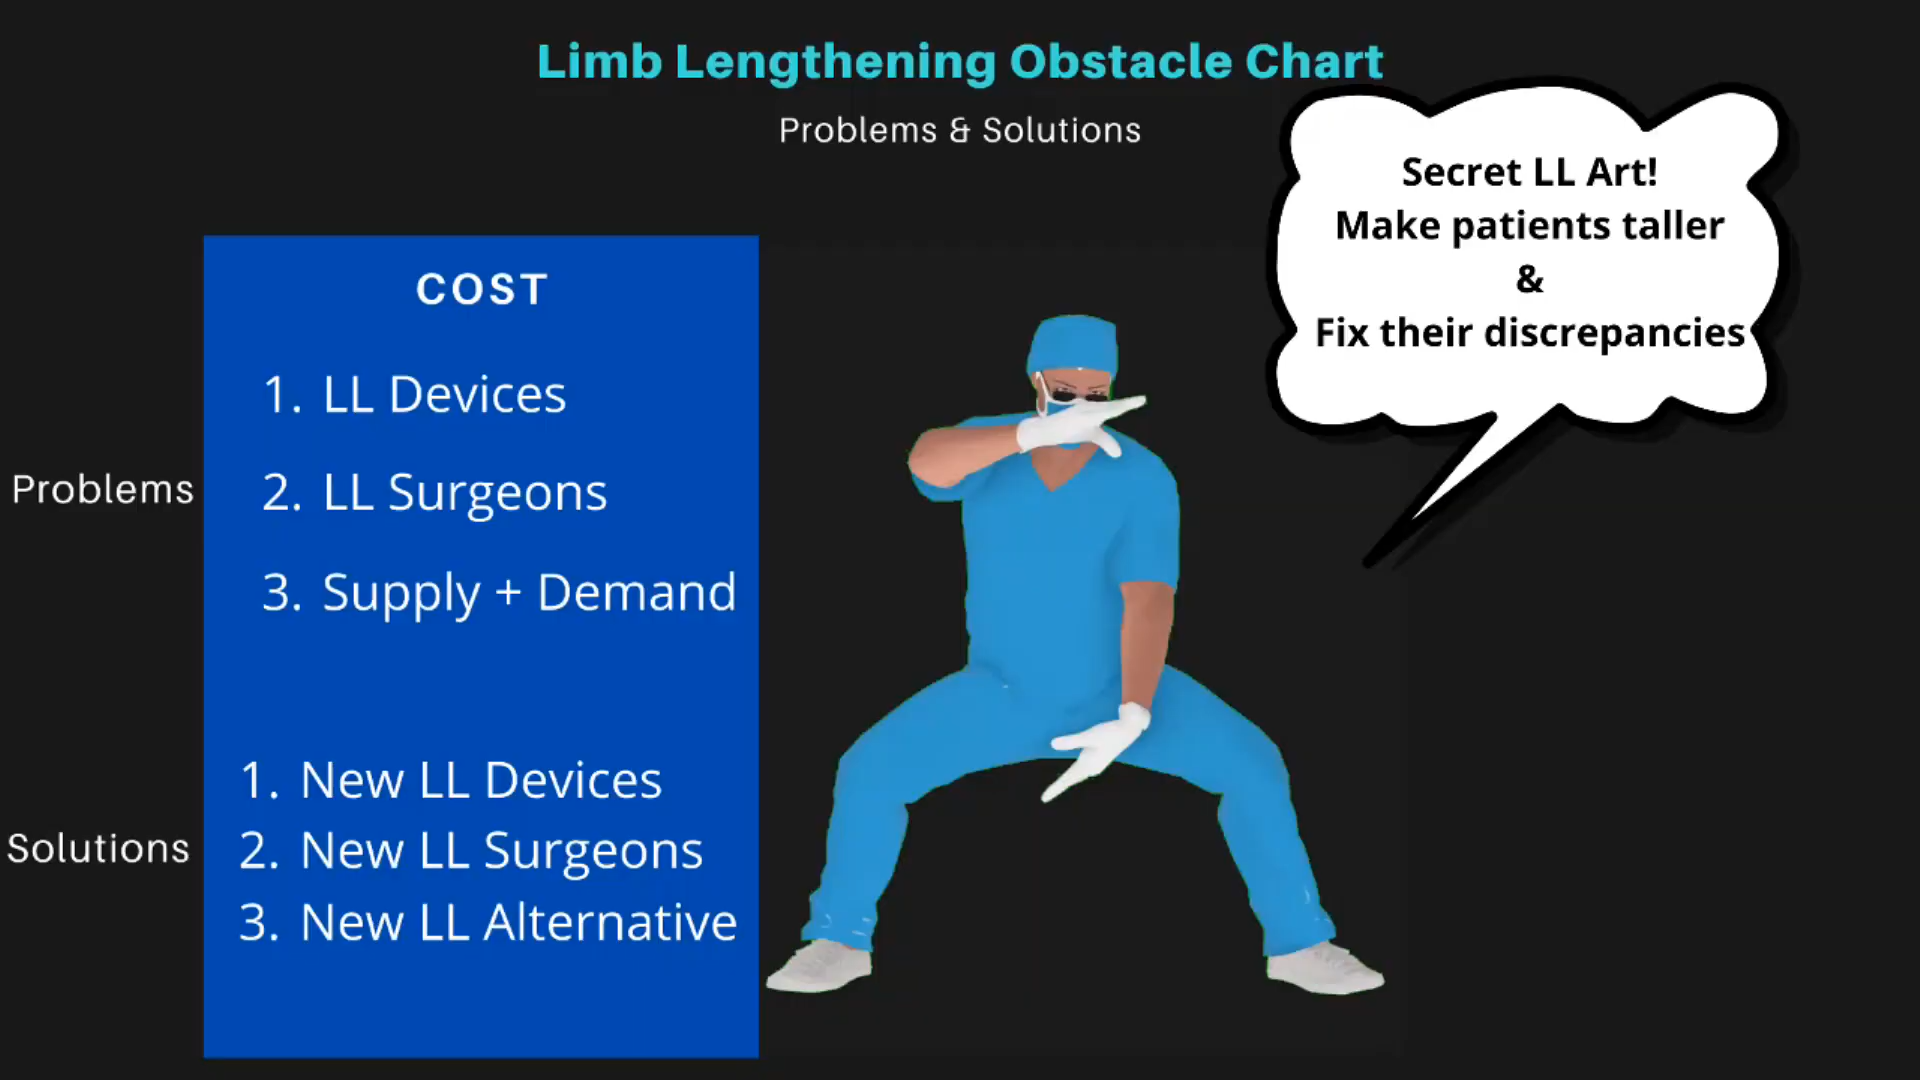 Limb Lengthening Obstacle Chart
Problems & Solutions
Secret LL Art!
Make patients taller
&
Fix their discrepancies
COST
Problems
1. LL Devices
2. LL Surgeons
3. Supply + Demand
Solutions
1. New LL Devices
2. New LL Surgeons
3. New LL Alternative